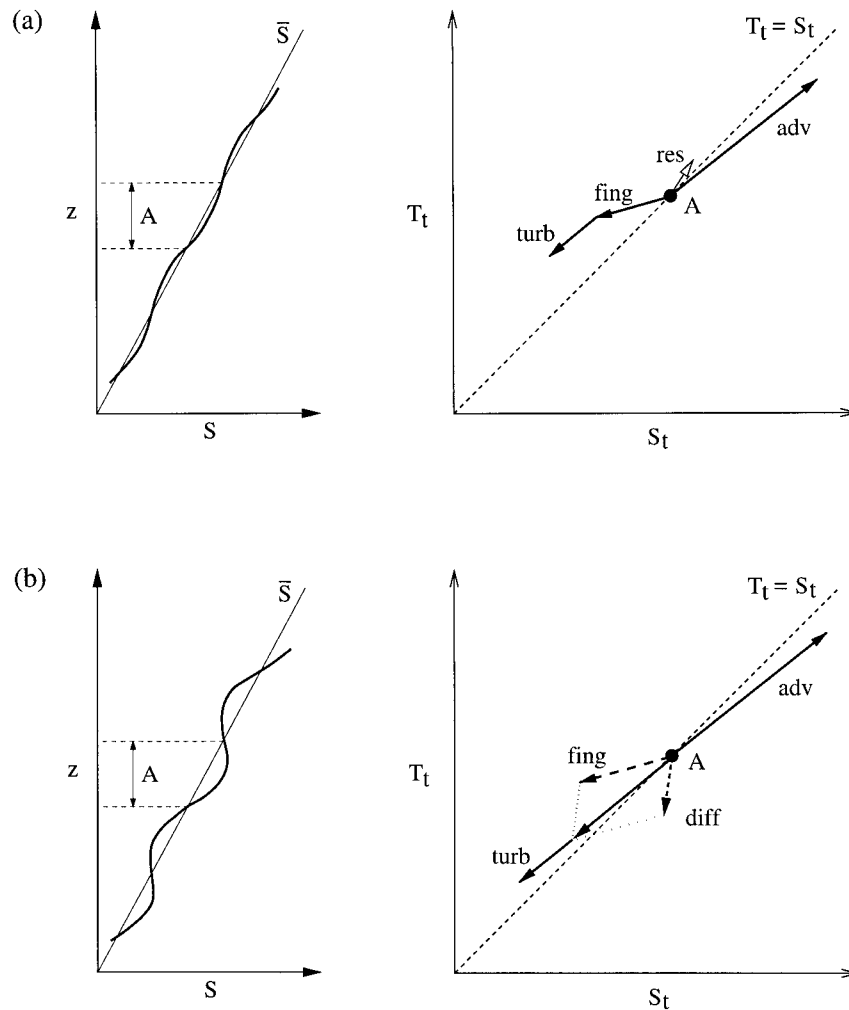 (a)
S̅
z
A
S
T_t = S_t
adv
res
fing
A
turb
T_t
S_t
(b)
S̅
z
A
S
T_t = S_t
adv
fing
A
diff
turb
T_t
S_t